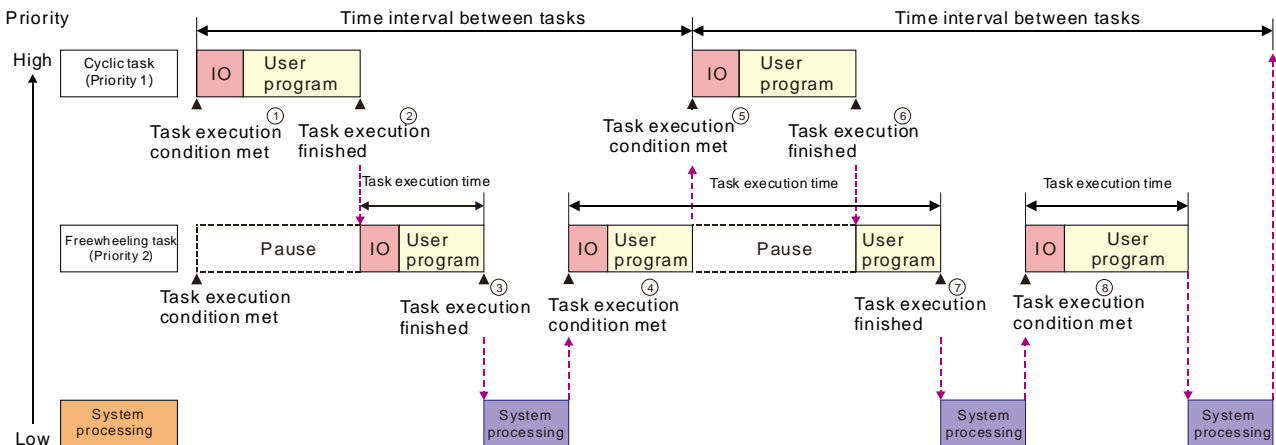 Priority
Time interval between tasks
Time interval between tasks
High
Cyclic task
(Priority 1)
IO
User
program
IO
User
program
①
②
⑤
⑥
Task execution
condition met
Task execution
finished
Task execution
condition met
Task execution
finished
Task execution time
Task execution time
Task execution time
Freewheeling task
(Priority 2)
Pause
IO
User
program
IO
User
program
Pause
User
program
IO
User
program
③
④
⑦
⑧
Task execution
condition met
Task execution
finished
Task execution
condition met
Task execution
finished
Task execution
condition met
System
processing
System
processing
System
processing
System
processing
Low